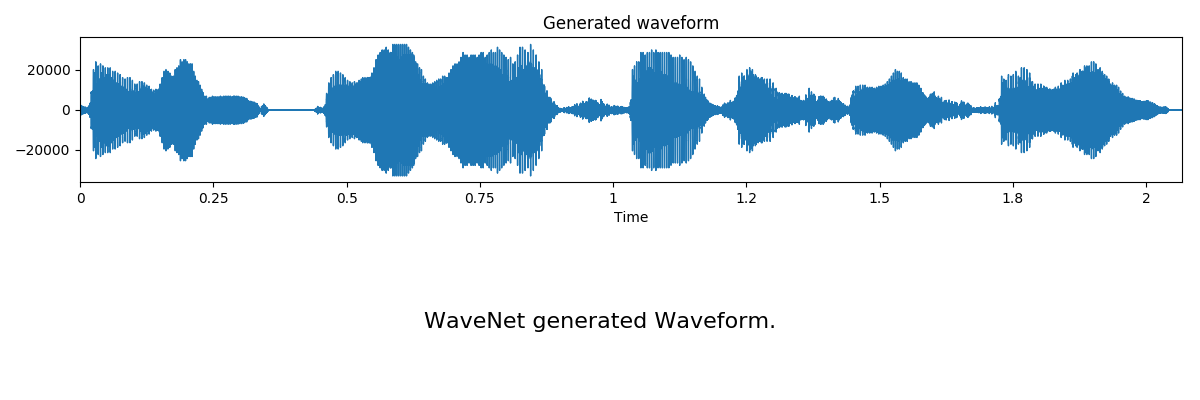 Generated waveform
20000
0
−20000
0 0.25 0.5 0.75 1 1.2 1.5 1.8 2
Time
WaveNet generated Waveform.